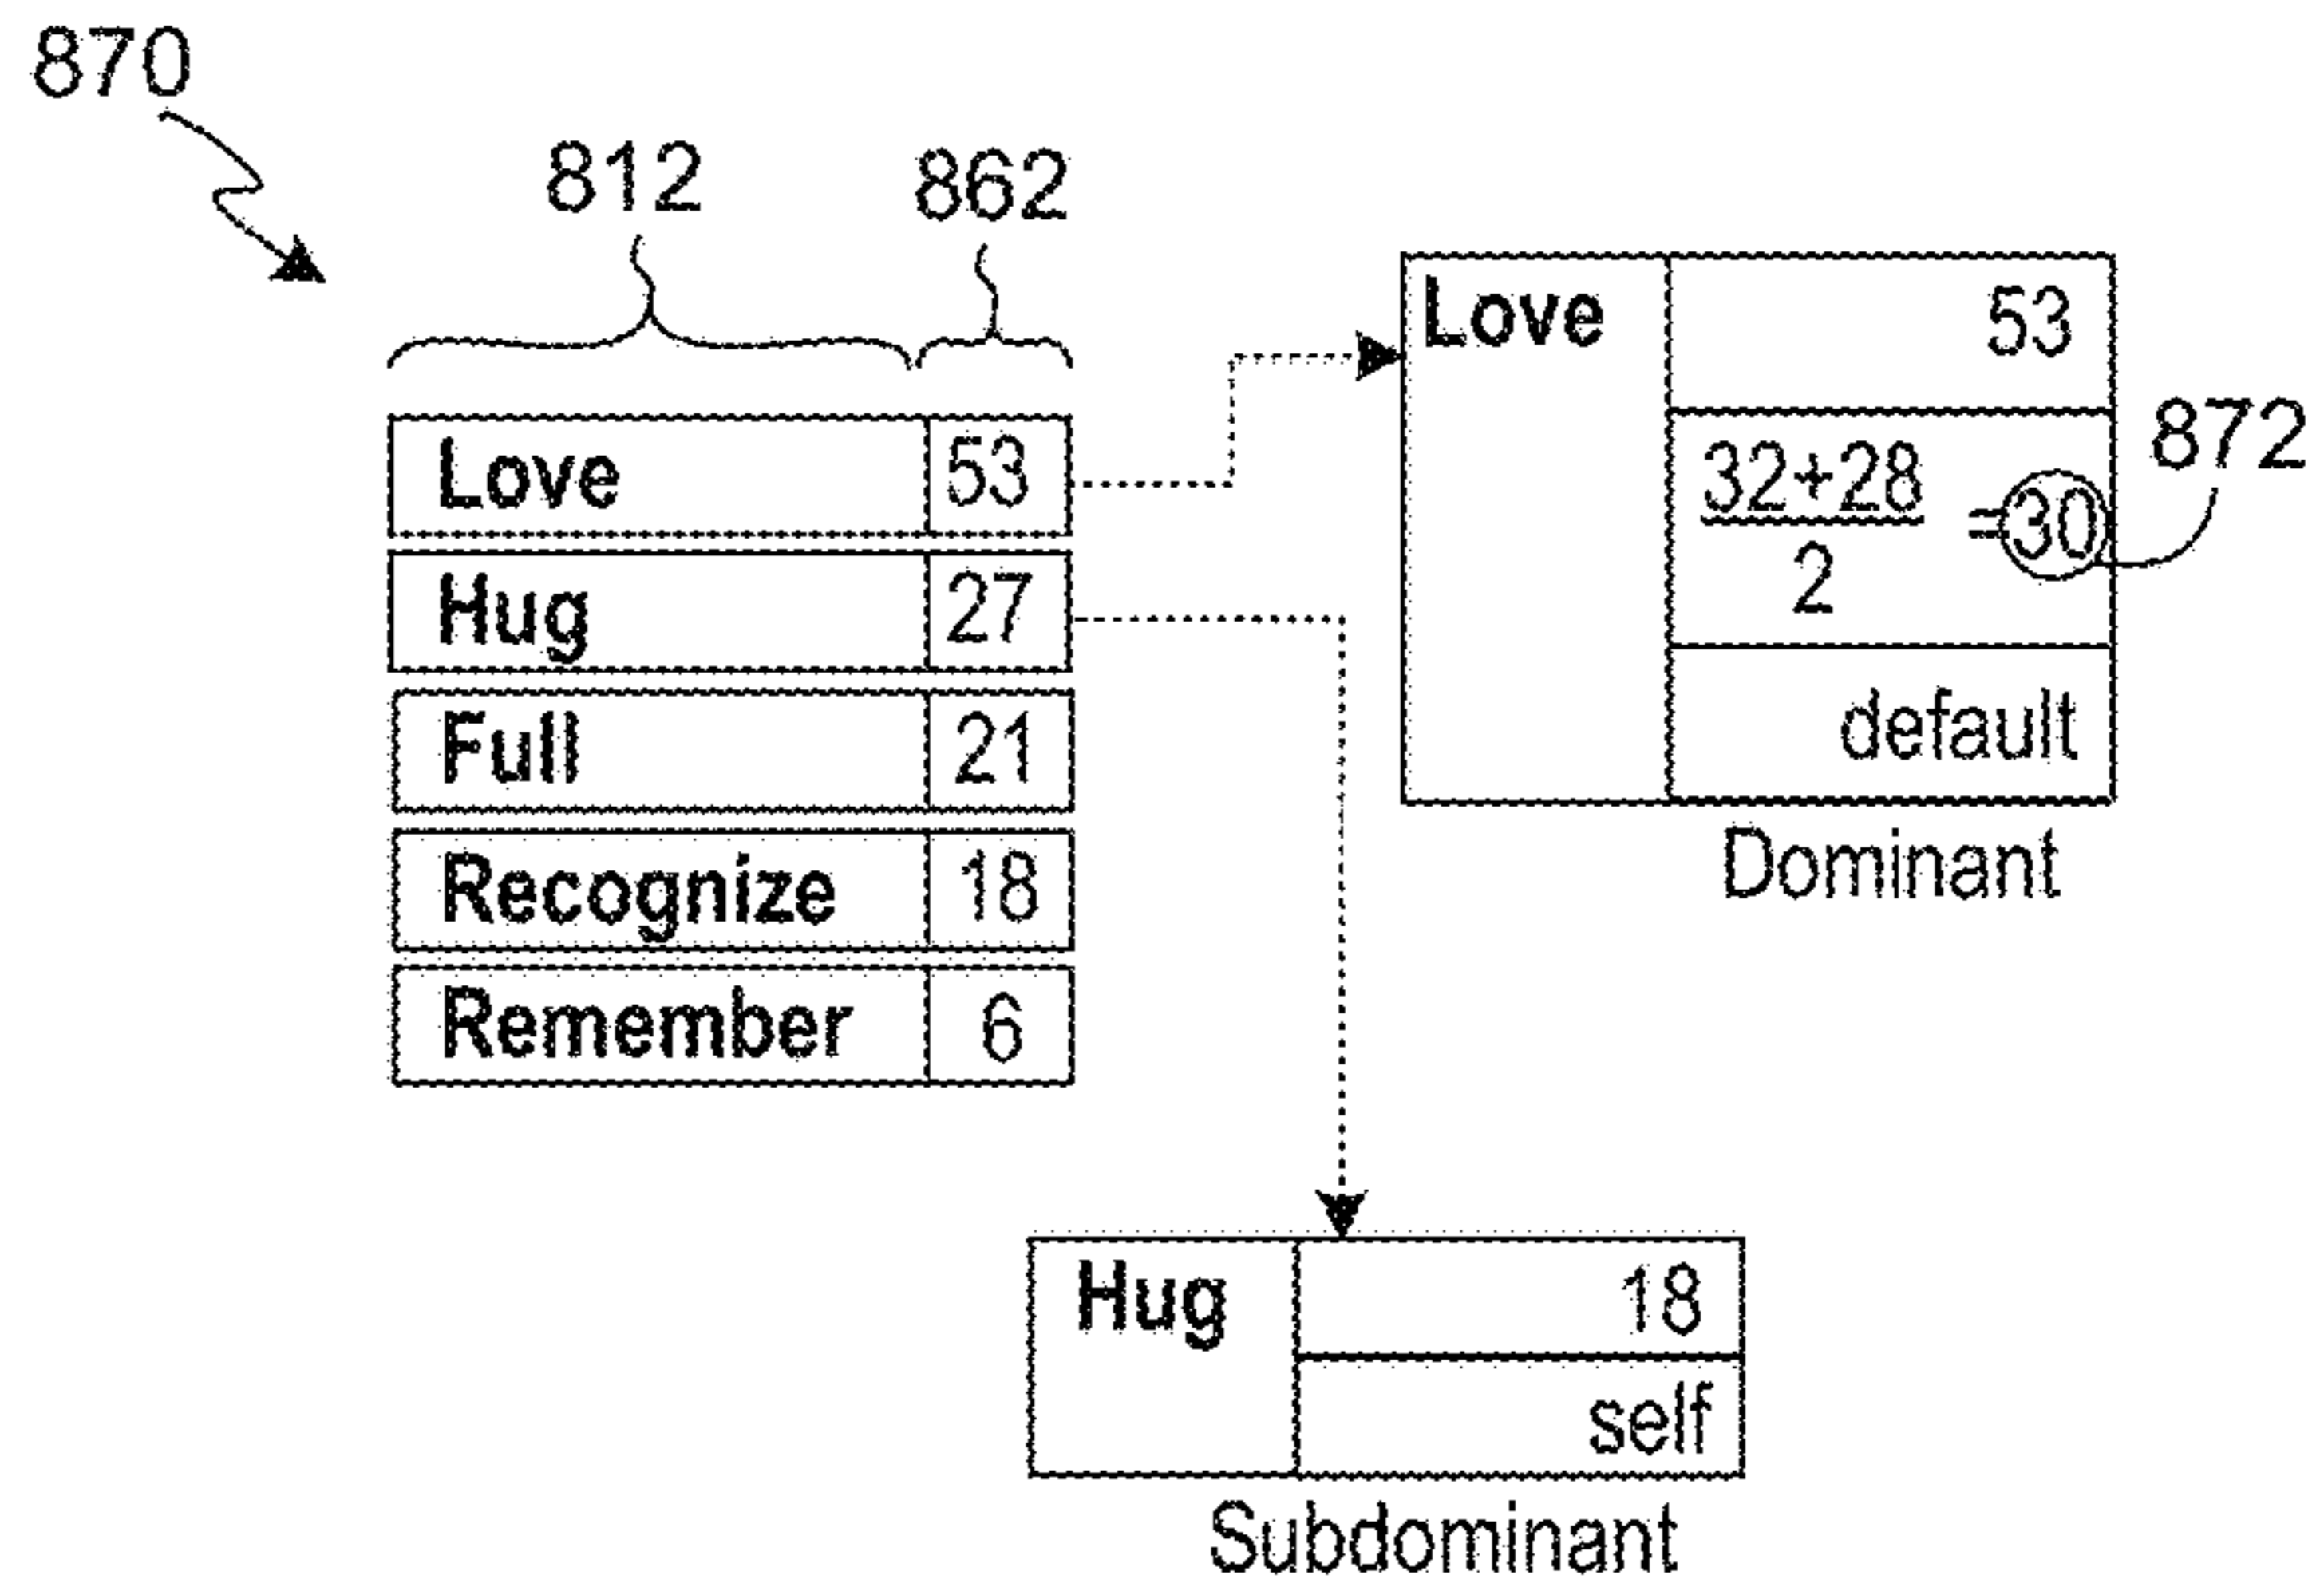 870
812 862
Love 53
Hug 27
Full 21
Recognize 18
Remember 6
Love 53
32+28
2
=30
872
default
Dominant
Hug 18
self
Subdominant